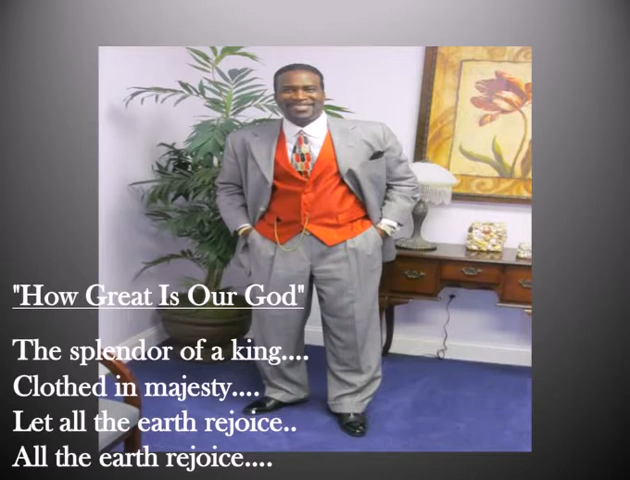 "How Great Is Our God"
The splendor of a king....
Clothed in majesty....
Let all the earth rejoice..
All the earth rejoice....